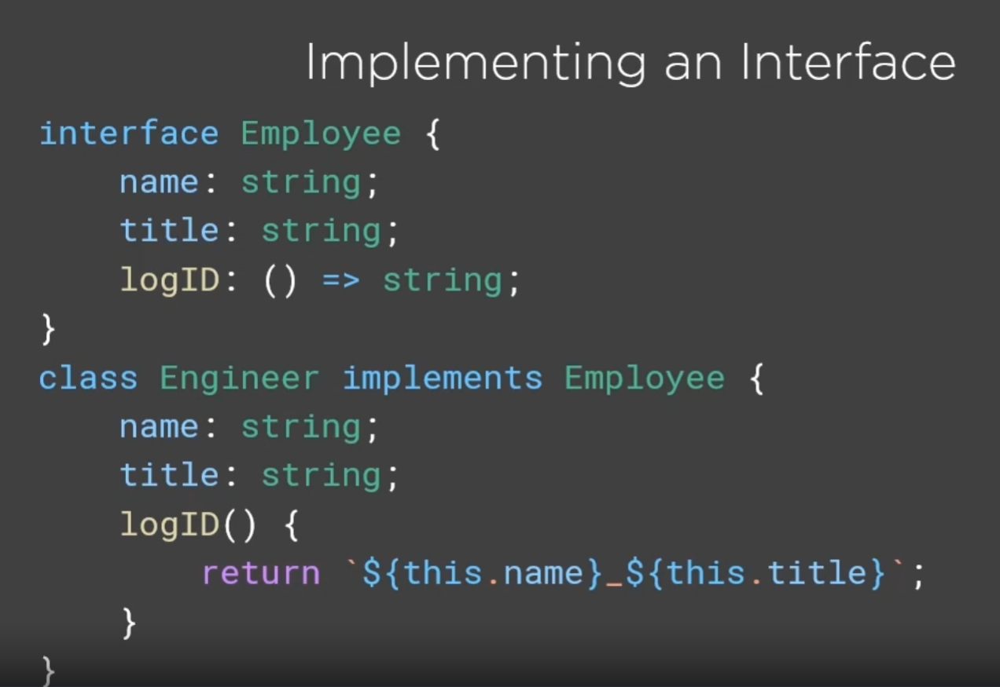 Implementing an Interface
interface Employee {
    name: string;
    title: string;
    logID: () => string;
}
class Engineer implements Employee {
    name: string;
    title: string;
    logID() {
        return `${this.name}_${this.title}`;
    }
}